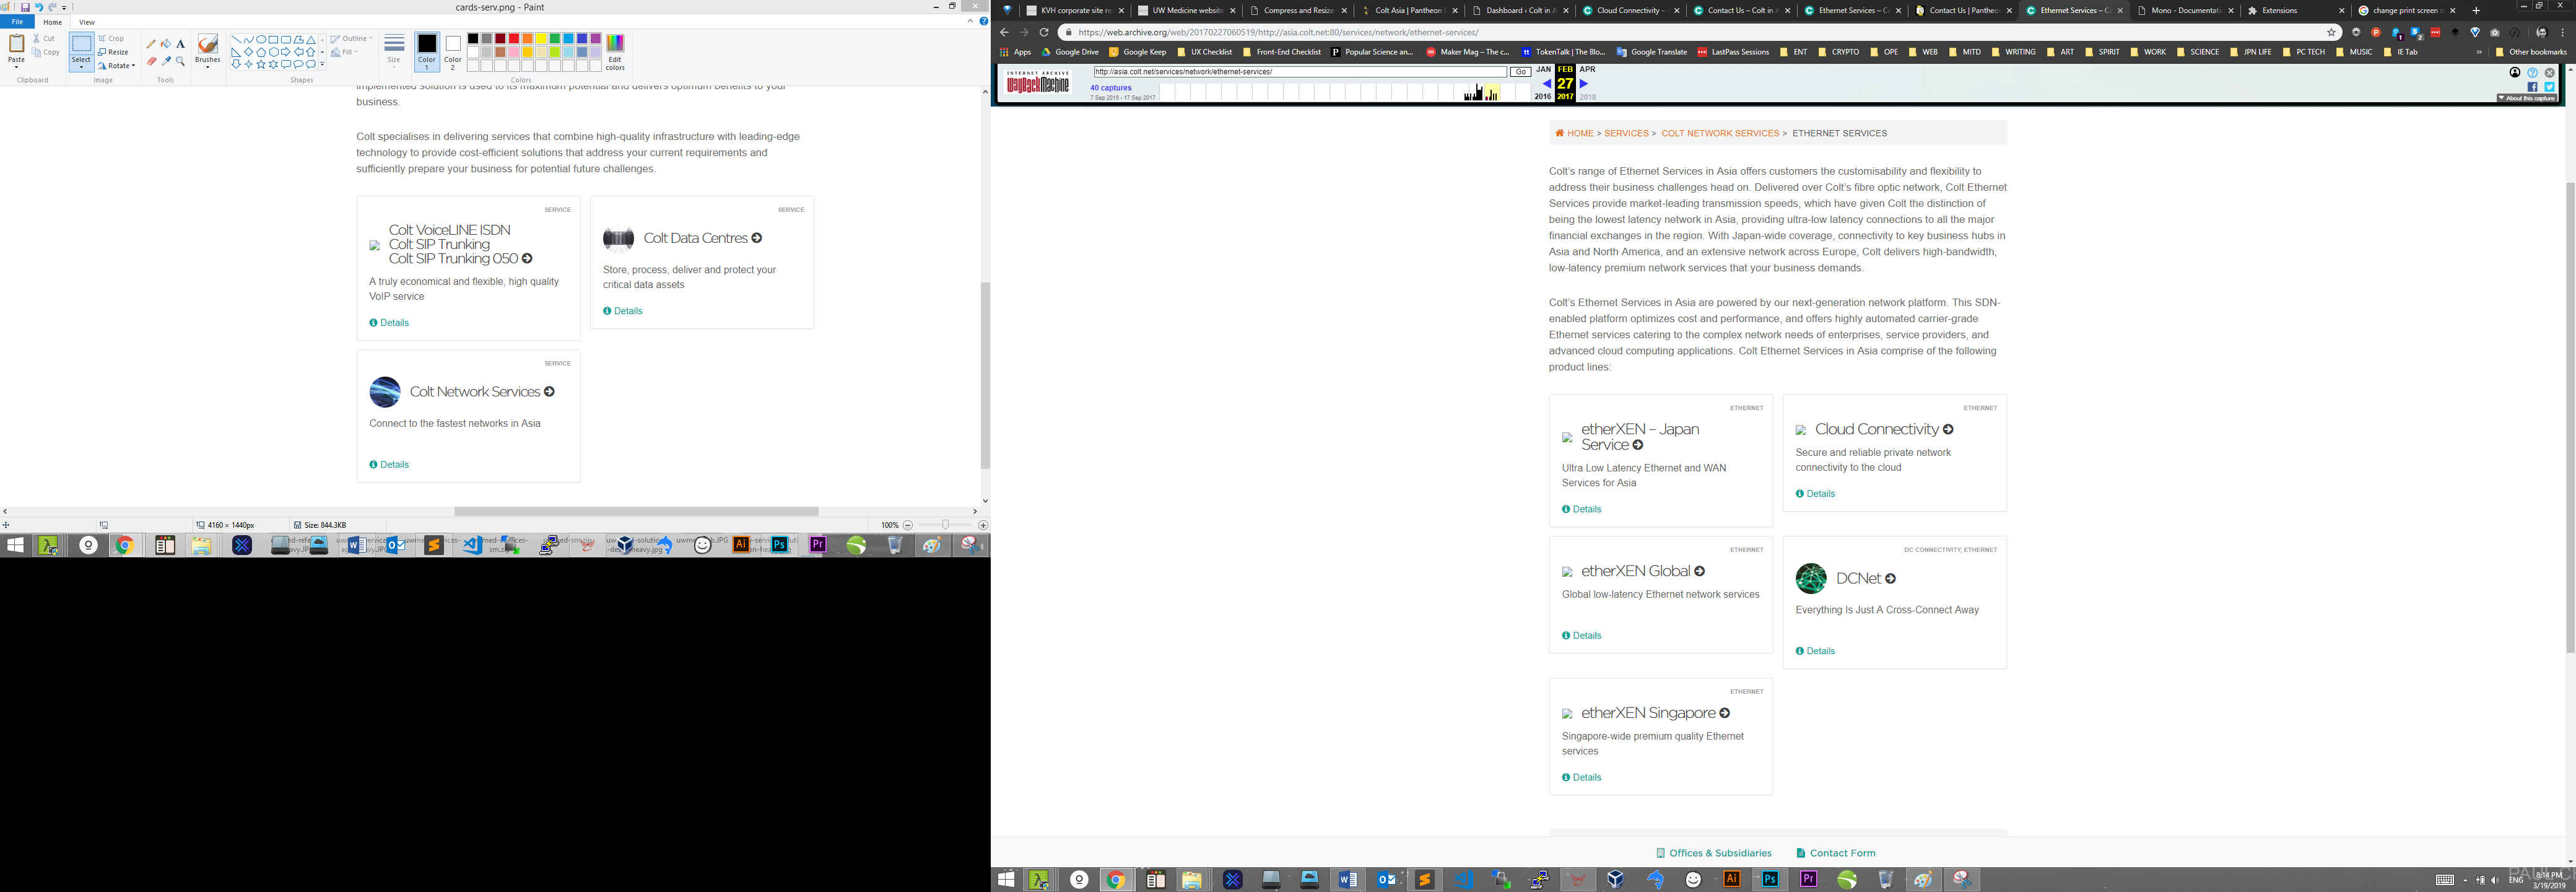 cards-serv.png - Paint
File
Home
View
Paste
Cut
Copy
Clipboard
Select
Crop
Resize
Rotate
Image
Tools
Brushes
Shapes
Outline
Fill
Size
Color
1
Color
2
Colors
Edit
colors
implemented solution is used to its maximum potential and delivers optimum benefits to your
business.
Colt specialises in delivering services that combine high-quality infrastructure with leading-edge
technology to provide cost-efficient solutions that address your current requirements and
sufficiently prepare your business for potential future challenges.
SERVICE
Colt VoiceLINE ISDN
Colt SIP Trunking
Colt SIP Trunking 050
A truly economical and flexible, high quality
VoIP service
Details
SERVICE
Colt Data Centres
Store, process, deliver and protect your
critical data assets
Details
SERVICE
Colt Network Services
Connect to the fastest networks in Asia
Details
4160 × 1440px
Size: 844.3KB
100%
KVH corporate site re
UW Medicine website
Compress and Resize
Colt Asia | Pantheon
Dashboard ‹ Colt in A
Cloud Connectivity –
Contact Us – Colt in A
Ethernet Services – C
Contact Us | Pantheo
Ethernet Services – C
Mono - Documentati
Extensions
change print screen s
https://web.archive.org/web/20170227060519/http://asia.colt.net:80/services/network/ethernet-services/
Apps
Google Drive
Google Keep
UX Checklist
Front-End Checklist
Popular Science an...
Maker Mag – The c...
TokenTalk | The Blo...
Google Translate
LastPass Sessions
ENT
CRYPTO
OPE
WEB
MITD
WRITING
ART
SPIRIT
WORK
SCIENCE
JPN LIFE
PC TECH
MUSIC
IE Tab
Other bookmarks
INTERNET ARCHIVE
WayBackMachine
http://asia.colt.net/services/network/ethernet-services/
Go
JAN
FEB
APR
40 captures
27
7 Sep 2015 - 17 Sep 2017
2016
2017
2018
About this capture
HOME > SERVICES > COLT NETWORK SERVICES > ETHERNET SERVICES
Colt's range of Ethernet Services in Asia offers customers the customisability and flexibility to
address their business challenges head on. Delivered over Colt's fibre optic network, Colt Ethernet
Services provide market-leading transmission speeds, which have given Colt the distinction of
being the lowest latency network in Asia, providing ultra-low latency connections to all the major
financial exchanges in the region. With Japan-wide coverage, connectivity to key business hubs in
Asia and North America, and an extensive network across Europe, Colt delivers high-bandwidth,
low-latency premium network services that your business demands.
Colt's Ethernet Services in Asia are powered by our next-generation network platform. This SDN-
enabled platform optimizes cost and performance, and offers highly automated carrier-grade
Ethernet services catering to the complex network needs of enterprises, service providers, and
advanced cloud computing applications. Colt Ethernet Services in Asia comprise of the following
product lines:
ETHERNET
etherXEN – Japan
Service
Ultra Low Latency Ethernet and WAN
Services for Asia
Details
ETHERNET
Cloud Connectivity
Secure and reliable private network
connectivity to the cloud
Details
ETHERNET
etherXEN Global
Global low-latency Ethernet network services
Details
DC CONNECTIVITY, ETHERNET
DCNet
Everything Is Just A Cross-Connect Away
Details
ETHERNET
etherXEN Singapore
Singapore-wide premium quality Ethernet
services
Details
Offices & Subsidiaries
Contact Form
ENG
8:14 PM
3/19/2019